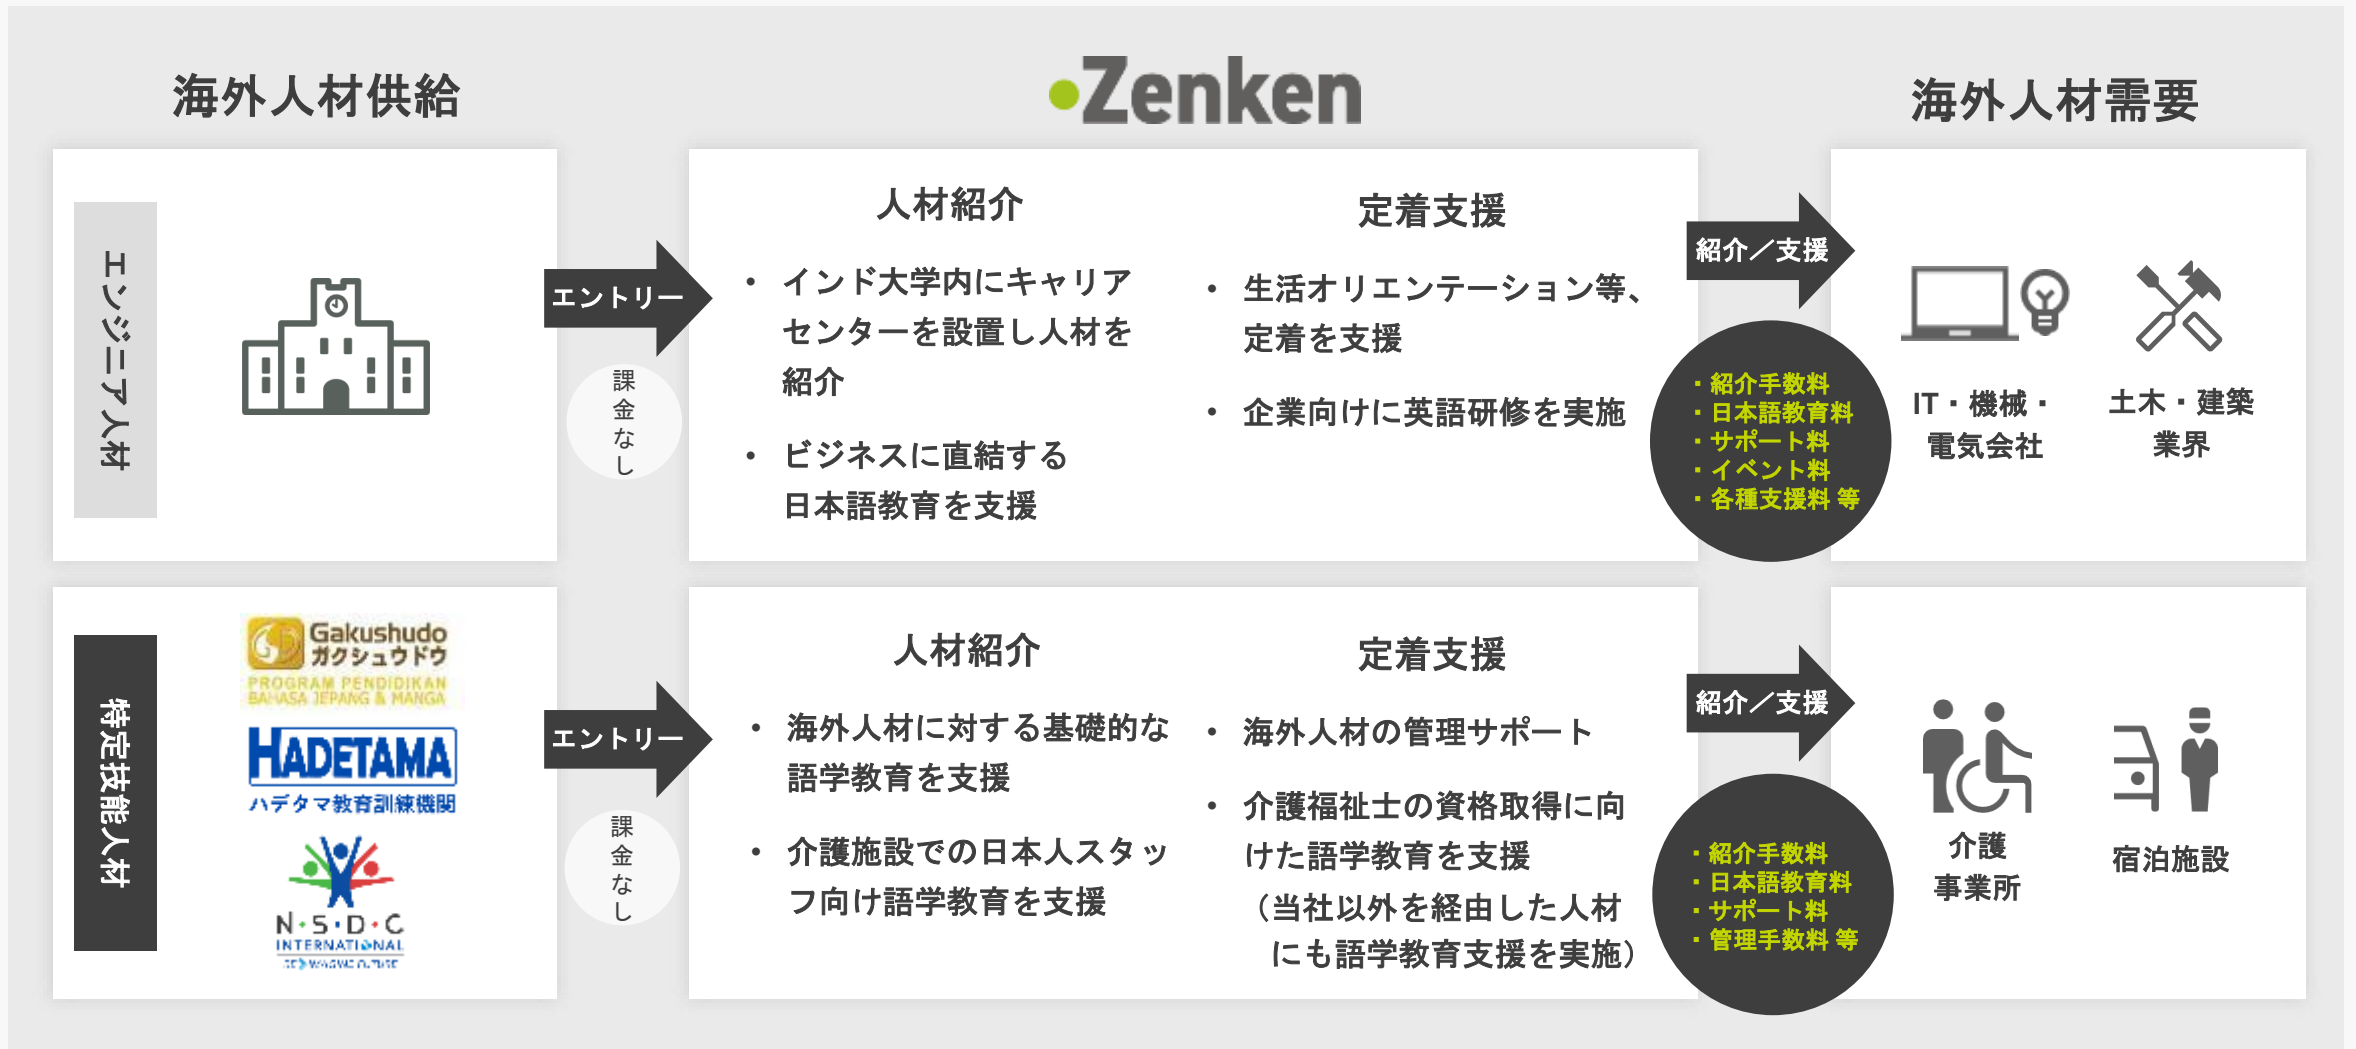 海外人材供給
Zenken
海外人材需要
エンジニア人材
エントリー
課金なし
人材紹介
・ インド大学内にキャリア
センターを設置し人材を
紹介
・ ビジネスに直結する
日本語教育を支援
定着支援
・ 生活オリエンテーション等、
定着を支援
・ 企業向けに英語研修を実施
紹介／支援
・紹介手数料
・日本語教育料
・サポート料
・イベント料
・各種支援料 等
IT・機械・
電気会社
土木・建築
業界
特定技能人材
Gakushudo
ガクシュウドウ
PROGRAM PENDIDIKAN
BAHASA JEPANG & MANGA
HADETAMA
ハデタマ教育訓練機関
N・S・D・C
INTERNATIONAL
エントリー
課金なし
人材紹介
・ 海外人材に対する基礎的な
語学教育を支援
・ 介護施設での日本人スタッ
フ向け語学教育を支援
定着支援
・ 海外人材の管理サポート
・ 介護福祉士の資格取得に向
けた語学教育を支援
（当社以外を経由した人材
にも語学教育支援を実施）
紹介／支援
・紹介手数料
・日本語教育料
・サポート料
・管理手数料 等
介護
事業所
宿泊施設